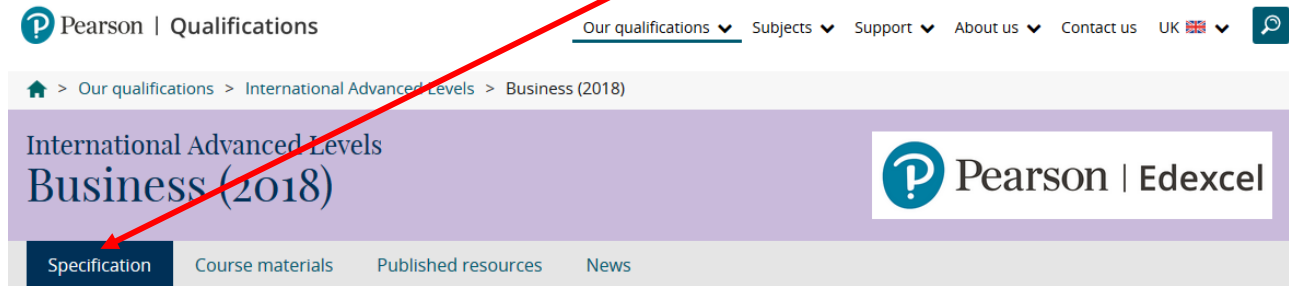 Pearson | Qualifications
Our qualifications Subjects Support About us Contact us UK
> Our qualifications > International Advanced Levels > Business (2018)
International Advanced Levels
Business (2018)
Pearson | Edexcel
Specification Course materials Published resources News